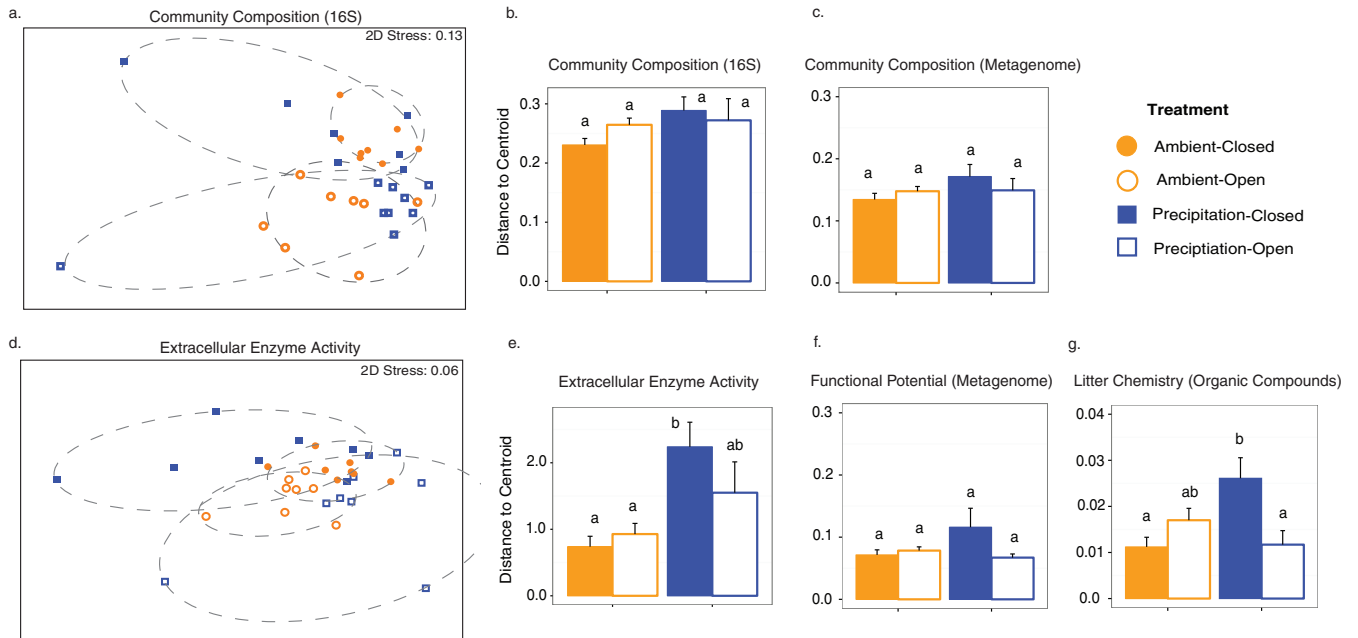 a.
Community Composition (16S)
2D Stress: 0.13
b.
Community Composition (16S)
Distance to Centroid
0.3
0.2
0.1
0.0
a
a
a
a
c.
Community Composition (Metagenome)
0.3
0.2
0.1
0.0
a
a
a
a
Treatment
Ambient-Closed
Ambient-Open
Precipitation-Closed
Preciptiation-Open
d.
Extracellular Enzyme Activity
2D Stress: 0.06
e.
Extracellular Enzyme Activity
Distance to Centroid
2.0
1.0
0.0
a
a
b
ab
f.
Functional Potential (Metagenome)
0.3
0.2
0.1
0.0
a
a
a
a
g.
Litter Chemistry (Organic Compounds)
0.04
0.03
0.02
0.01
0.0
a
ab
b
a